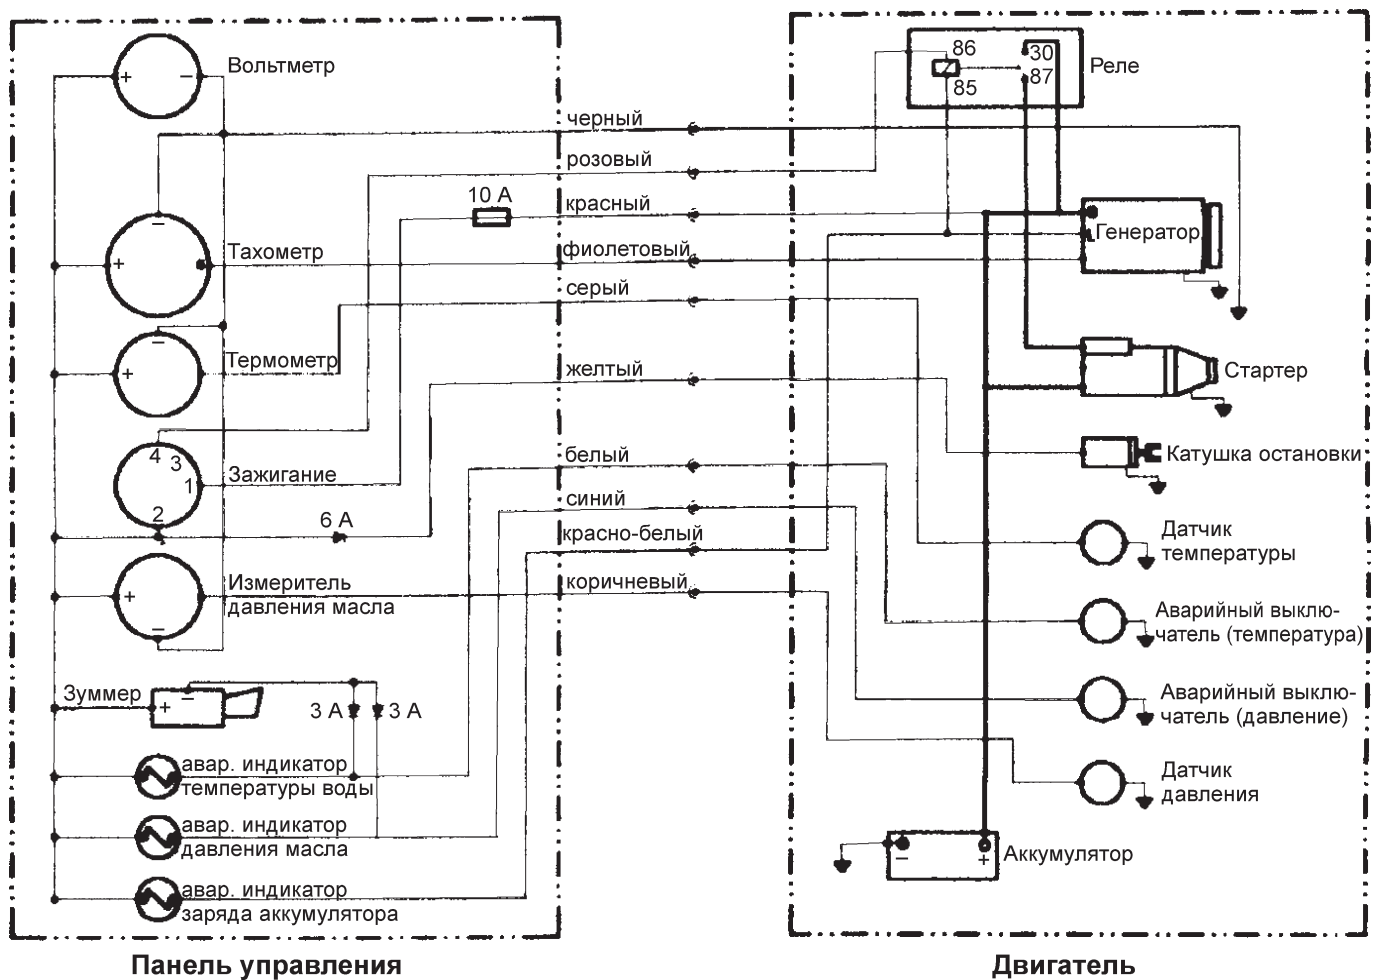 Вольтметр
+
−
черный
розовый
10 А
красный
−
Тахометр
+
фиолетовый
серый
−
Термометр
+
желтый
4
3
1
Зажигание
2
6 А
белый
синий
красно-белый
коричневый
Измеритель
давления масла
+
−
Зуммер
−
+
3 А
3 А
авар. индикатор
температуры воды
авар. индикатор
давления масла
авар. индикатор
заряда аккумулятора
Панель управления
86
30
Реле
85
87
Генератор
Стартер
Катушка остановки
Датчик
температуры
Аварийный выклю-
чатель (температура)
Аварийный выклю-
чатель (давление)
Датчик
давления
−
+
Аккумулятор
Двигатель